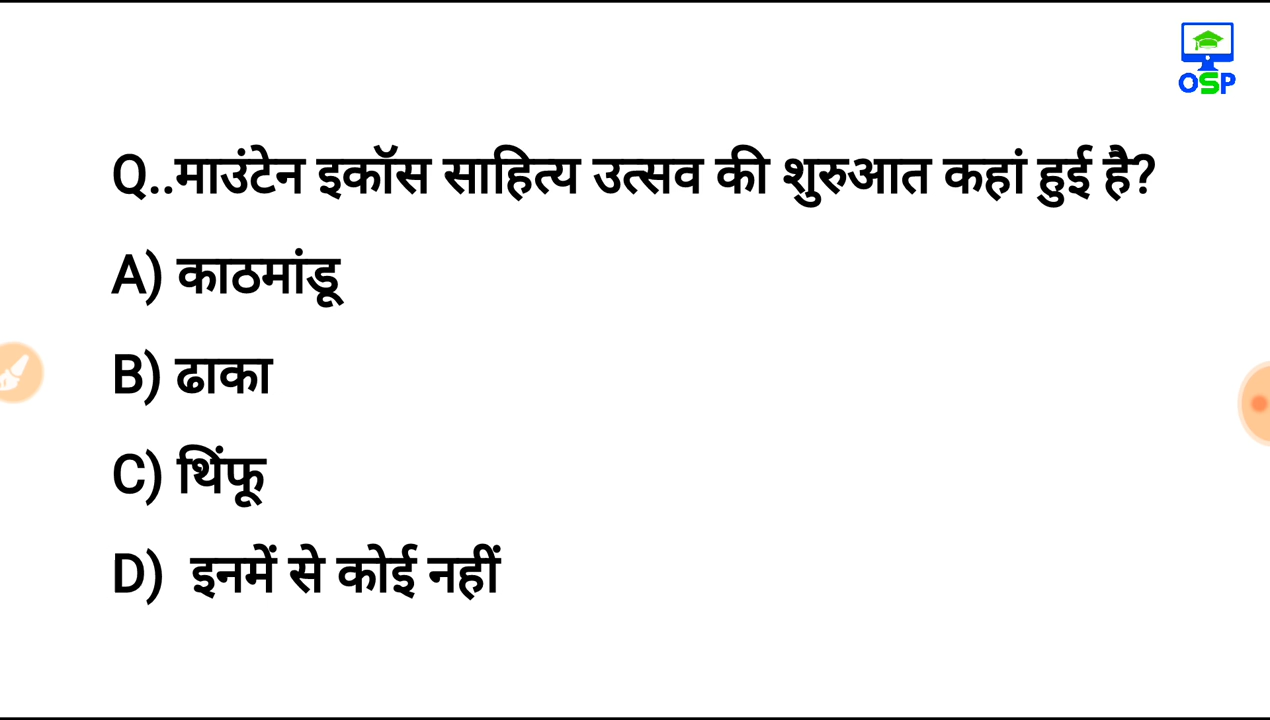 OSP
Q..माउंटेन इकॉस साहित्य उत्सव की शुरुआत कहां हुई है?
A) काठमांडू
B) ढाका
C) थिंफू
D) इनमें से कोई नहीं